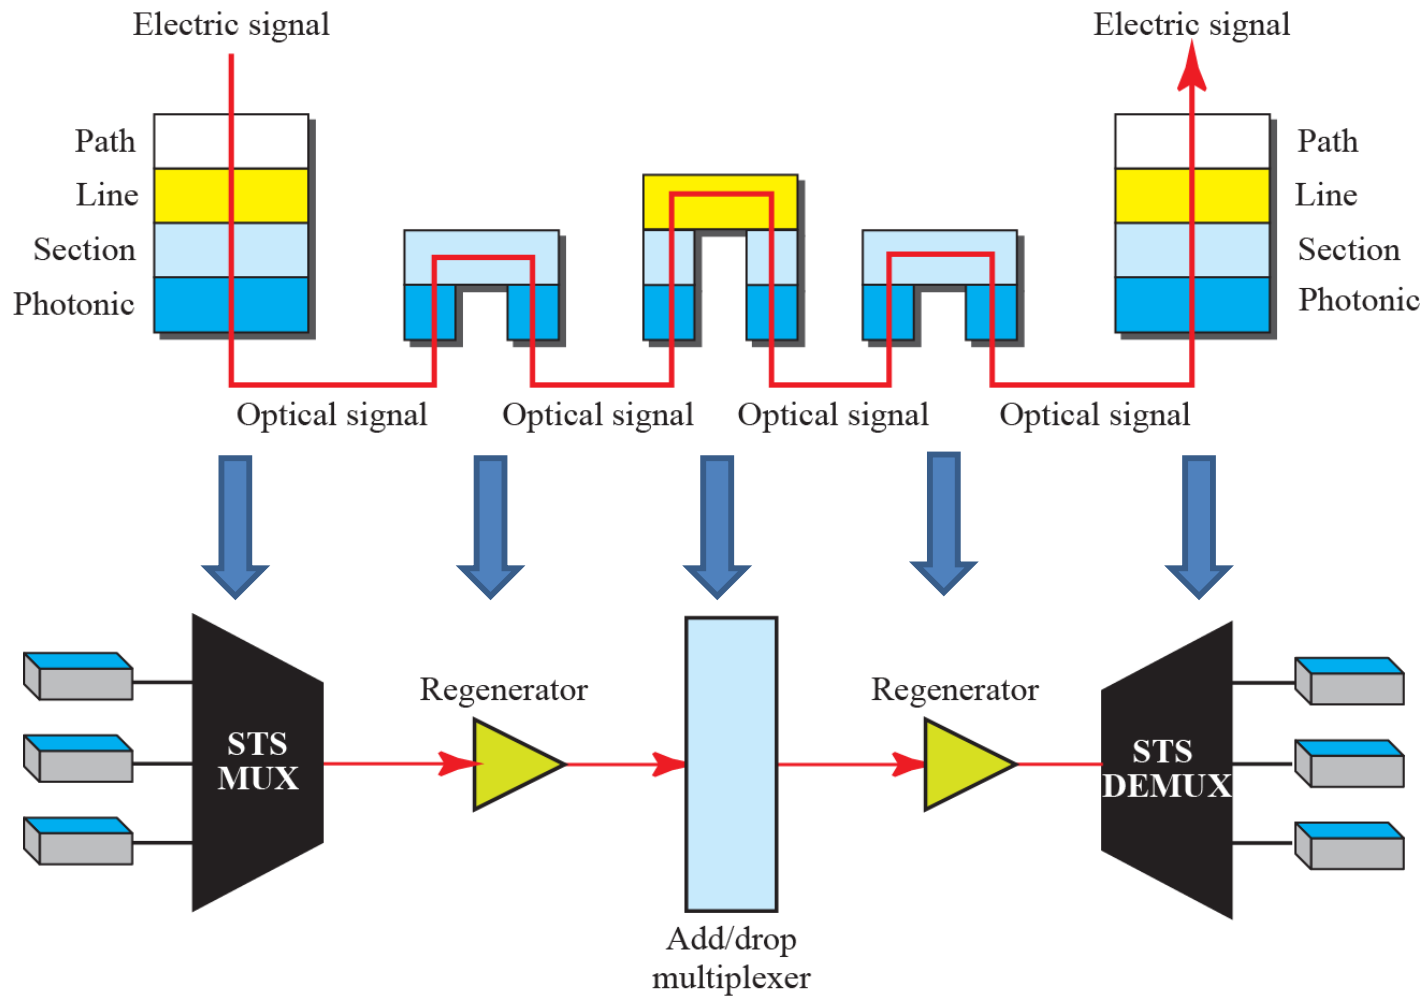 Electric signal
Electric signal
Path
Line
Section
Photonic
Path
Line
Section
Photonic
Optical signal
Optical signal
Optical signal
Optical signal
Regenerator
Regenerator
STS
MUX
STS
DEMUX
Add/drop
multiplexer